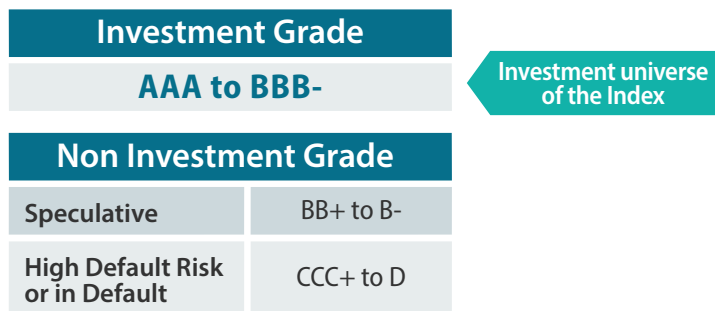 Investment Grade
AAA to BBB-
Investment universe
of the Index
Non Investment Grade
Speculative
BB+ to B-
High Default Risk
or in Default
CCC+ to D